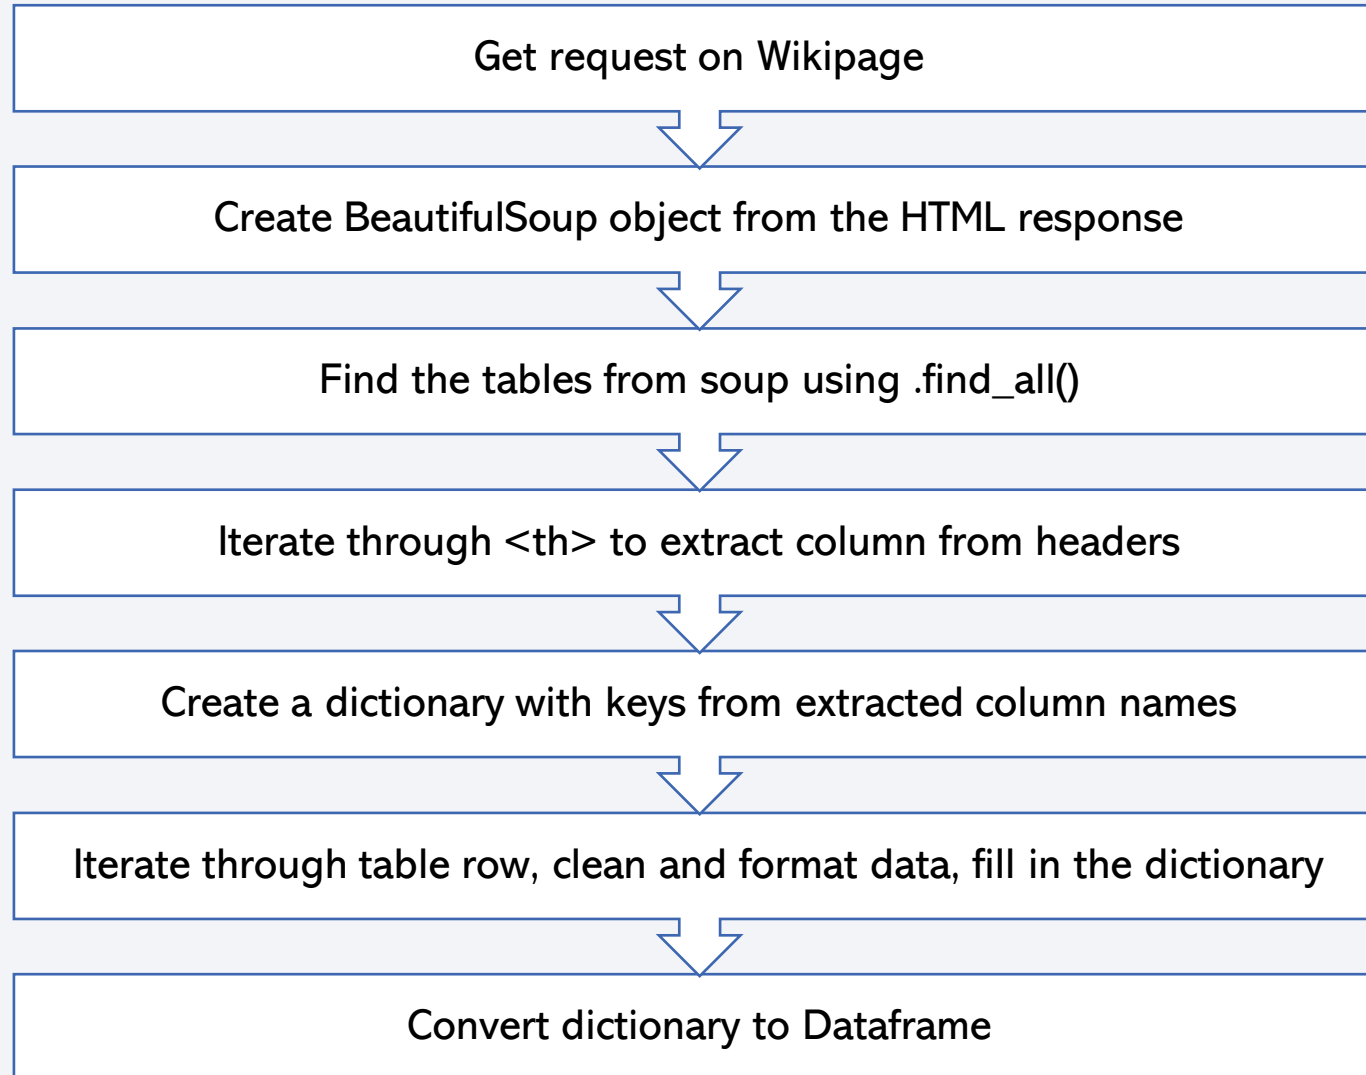 Get request on Wikipage
Create BeautifulSoup object from the HTML response
Find the tables from soup using .find_all()
Iterate through <th> to extract column from headers
Create a dictionary with keys from extracted column names
Iterate through table row, clean and format data, fill in the dictionary
Convert dictionary to Dataframe